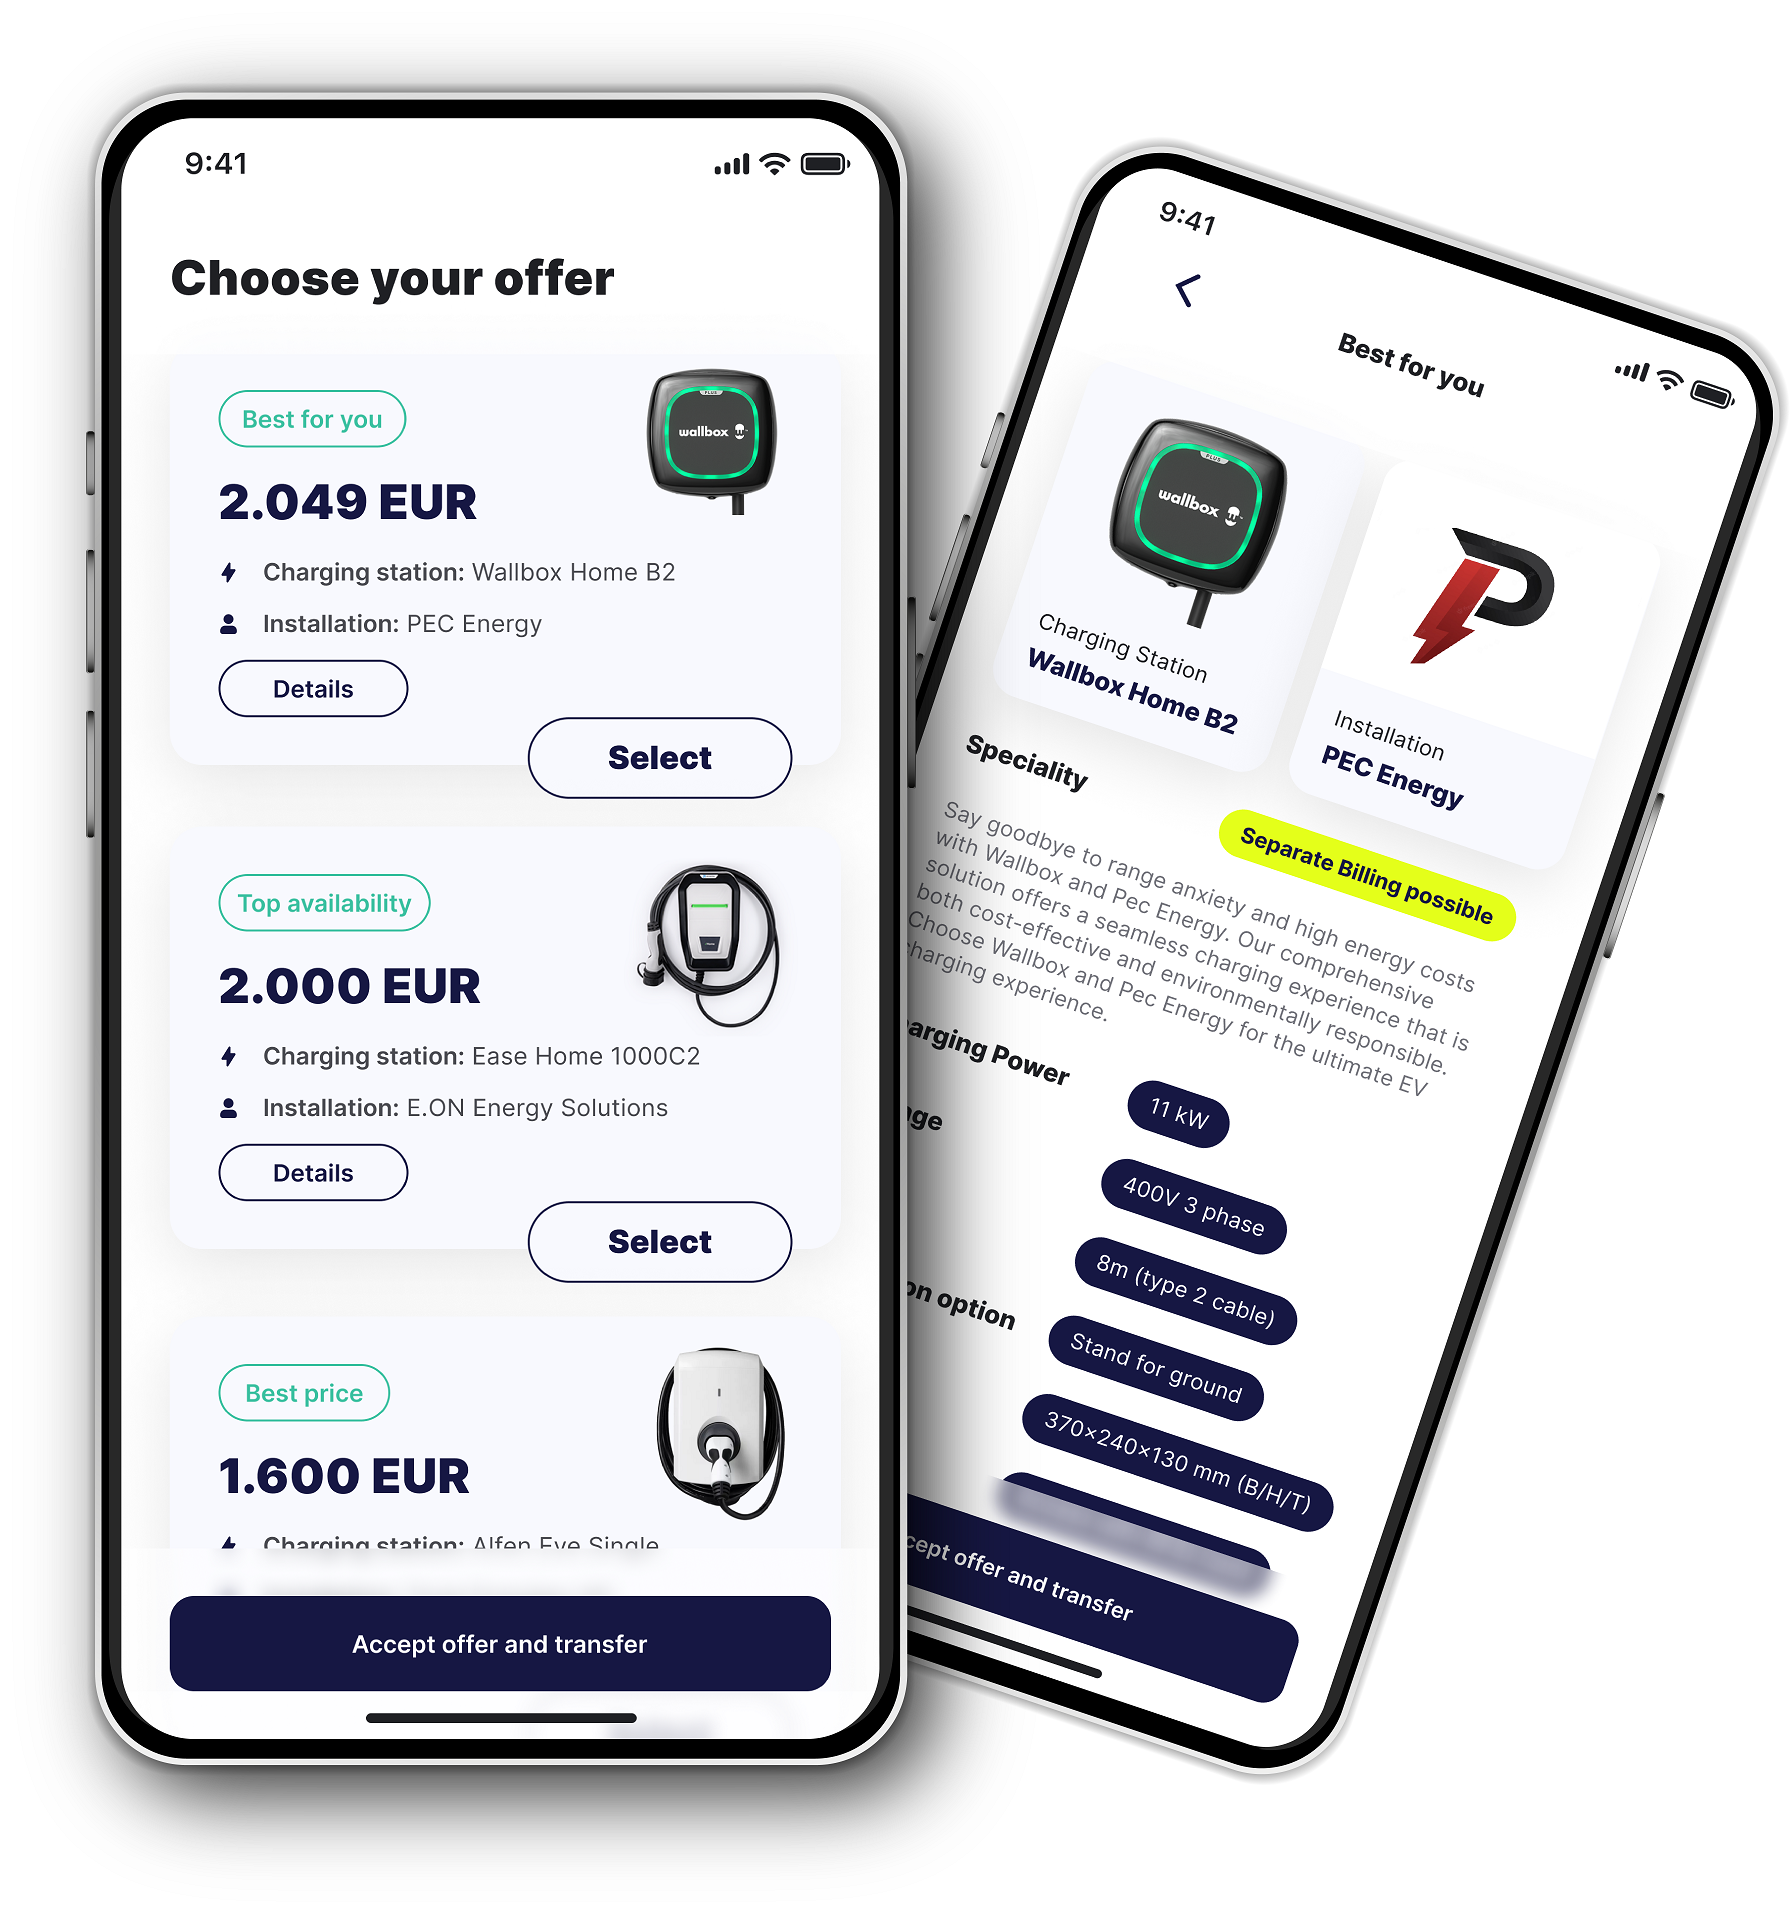 9:41
Choose your offer
Best for you
PLUS
wallbox
2.049 EUR
Charging station: Wallbox Home B2
Installation: PEC Energy
Details
Select
Top availability
2.000 EUR
Charging station: Ease Home 1000C2
Installation: E.ON Energy Solutions
Details
Select
Best price
1.600 EUR
Charging station: Alfen Eve Single
Accept offer and transfer
9:41
Best for you
PLUS
wallbox
Charging Station
Wallbox Home B2
Installation
PEC Energy
Speciality
Separate Billing possible
Say goodbye to range anxiety and high energy costs
with Wallbox and Pec Energy. Our comprehensive
solution offers a seamless charging experience that is
both cost-effective and environmentally responsible.
Choose Wallbox and Pec Energy for the ultimate EV
charging experience.
arging Power
11 kW
ge
400V 3 phase
8m (type 2 cable)
on option
Stand for ground
370×240×130 mm (B/H/T)
cept offer and transfer